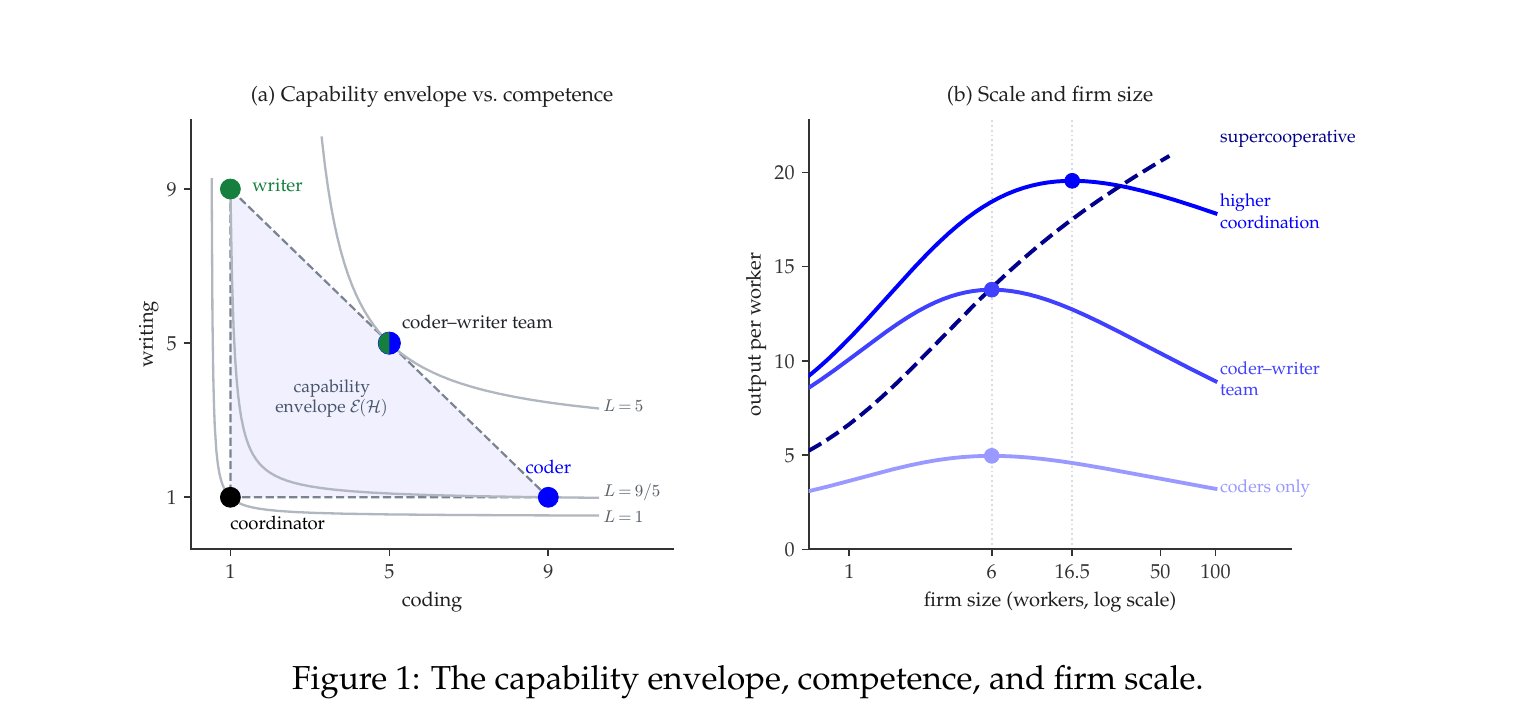 (a) Capability envelope vs. competence
writing
9
5
1
writer
coder–writer team
capability
envelope ℰ(ℋ)
L = 5
coder
L = 9/5
L = 1
coordinator
1
5
9
coding
(b) Scale and firm size
output per worker
20
15
10
5
0
supercooperative
higher
coordination
coder–writer
team
coders only
1
6
16.5
50
100
firm size (workers, log scale)
Figure 1: The capability envelope, competence, and firm scale.